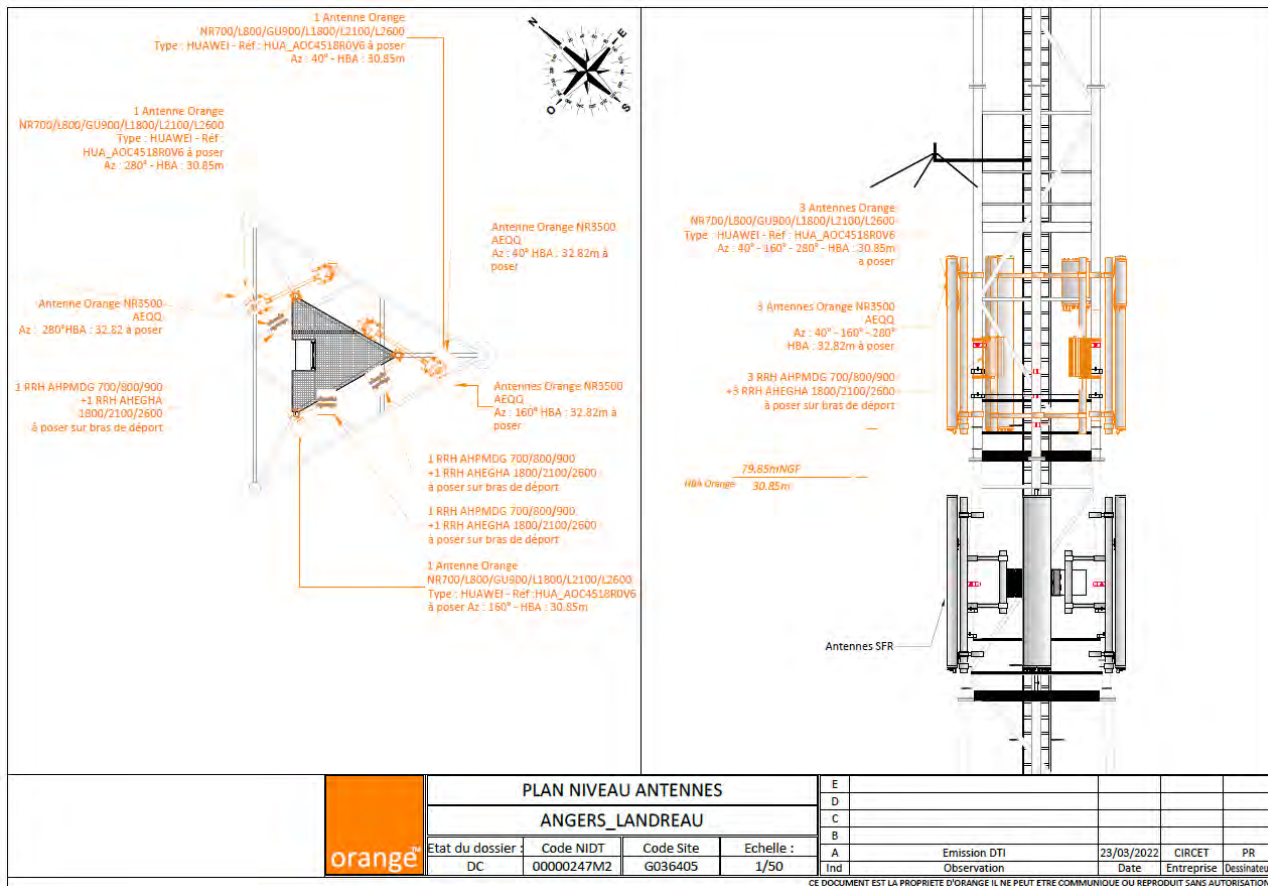 1 Antenne Orange
NR700/L800/GU900/L1800/L2100/L2600
Type : HUAWEI - Réf : HUA_AOC4518R0V6 à poser
Az : 40° - HBA : 30.85m
N
E
S
O
1 Antenne Orange
NR700/L800/GU900/L1800/L2100/L2600
Type : HUAWEI - Réf :
HUA_AOC4518R0V6 à poser
Az : 280° - HBA : 30.85m
Antenne Orange NR3500
AEQQ
Az : 40° HBA : 32.82m à
poser
Antenne Orange NR3500
AEQQ
Az : 280°HBA : 32.82 à poser
1 RRH AHPMDG 700/800/900
+1 RRH AHEGHA
1800/2100/2600
à poser sur bras de déport
Antennes Orange NR3500
AEQQ
Az : 160° HBA : 32.82m à
poser
1 RRH AHPMDG 700/800/900
+1 RRH AHEGHA 1800/2100/2600
à poser sur bras de déport
1 RRH AHPMDG 700/800/900
+1 RRH AHEGHA 1800/2100/2600
à poser sur bras de déport
1 Antenne Orange
NR700/L800/GU900/L1800/L2100/L2600
Type : HUAWEI - Réf :HUA_AOC4518R0V6
à poser Az : 160° - HBA : 30.85m
3 Antennes Orange
NR700/L800/GU900/L1800/L2100/L2600
Type : HUAWEI - Réf : HUA_AOC4518R0V6
Az : 40° - 160° - 280° - HBA : 30.85m
à poser
3 Antennes Orange NR3500
AEQQ
Az : 40° - 160° - 280°
HBA : 32.82m à poser
3 RRH AHPMDG 700/800/900
+3 RRH AHEGHA 1800/2100/2600
à poser sur bras de déport
79.85mNGF
HBA Orange 30.85m
Antennes SFR
orange™
PLAN NIVEAU ANTENNES
ANGERS_LANDREAU
Etat du dossier : Code NIDT Code Site Echelle :
DC 00000247M2 G036405 1/50
E
D
C
B
A Emission DTI 23/03/2022 CIRCET PR
Ind Observation Date Entreprise Dessinateur
CE DOCUMENT EST LA PROPRIETE D'ORANGE IL NE PEUT ETRE COMMUNIQUE OU REPRODUIT SANS AUTORISATION